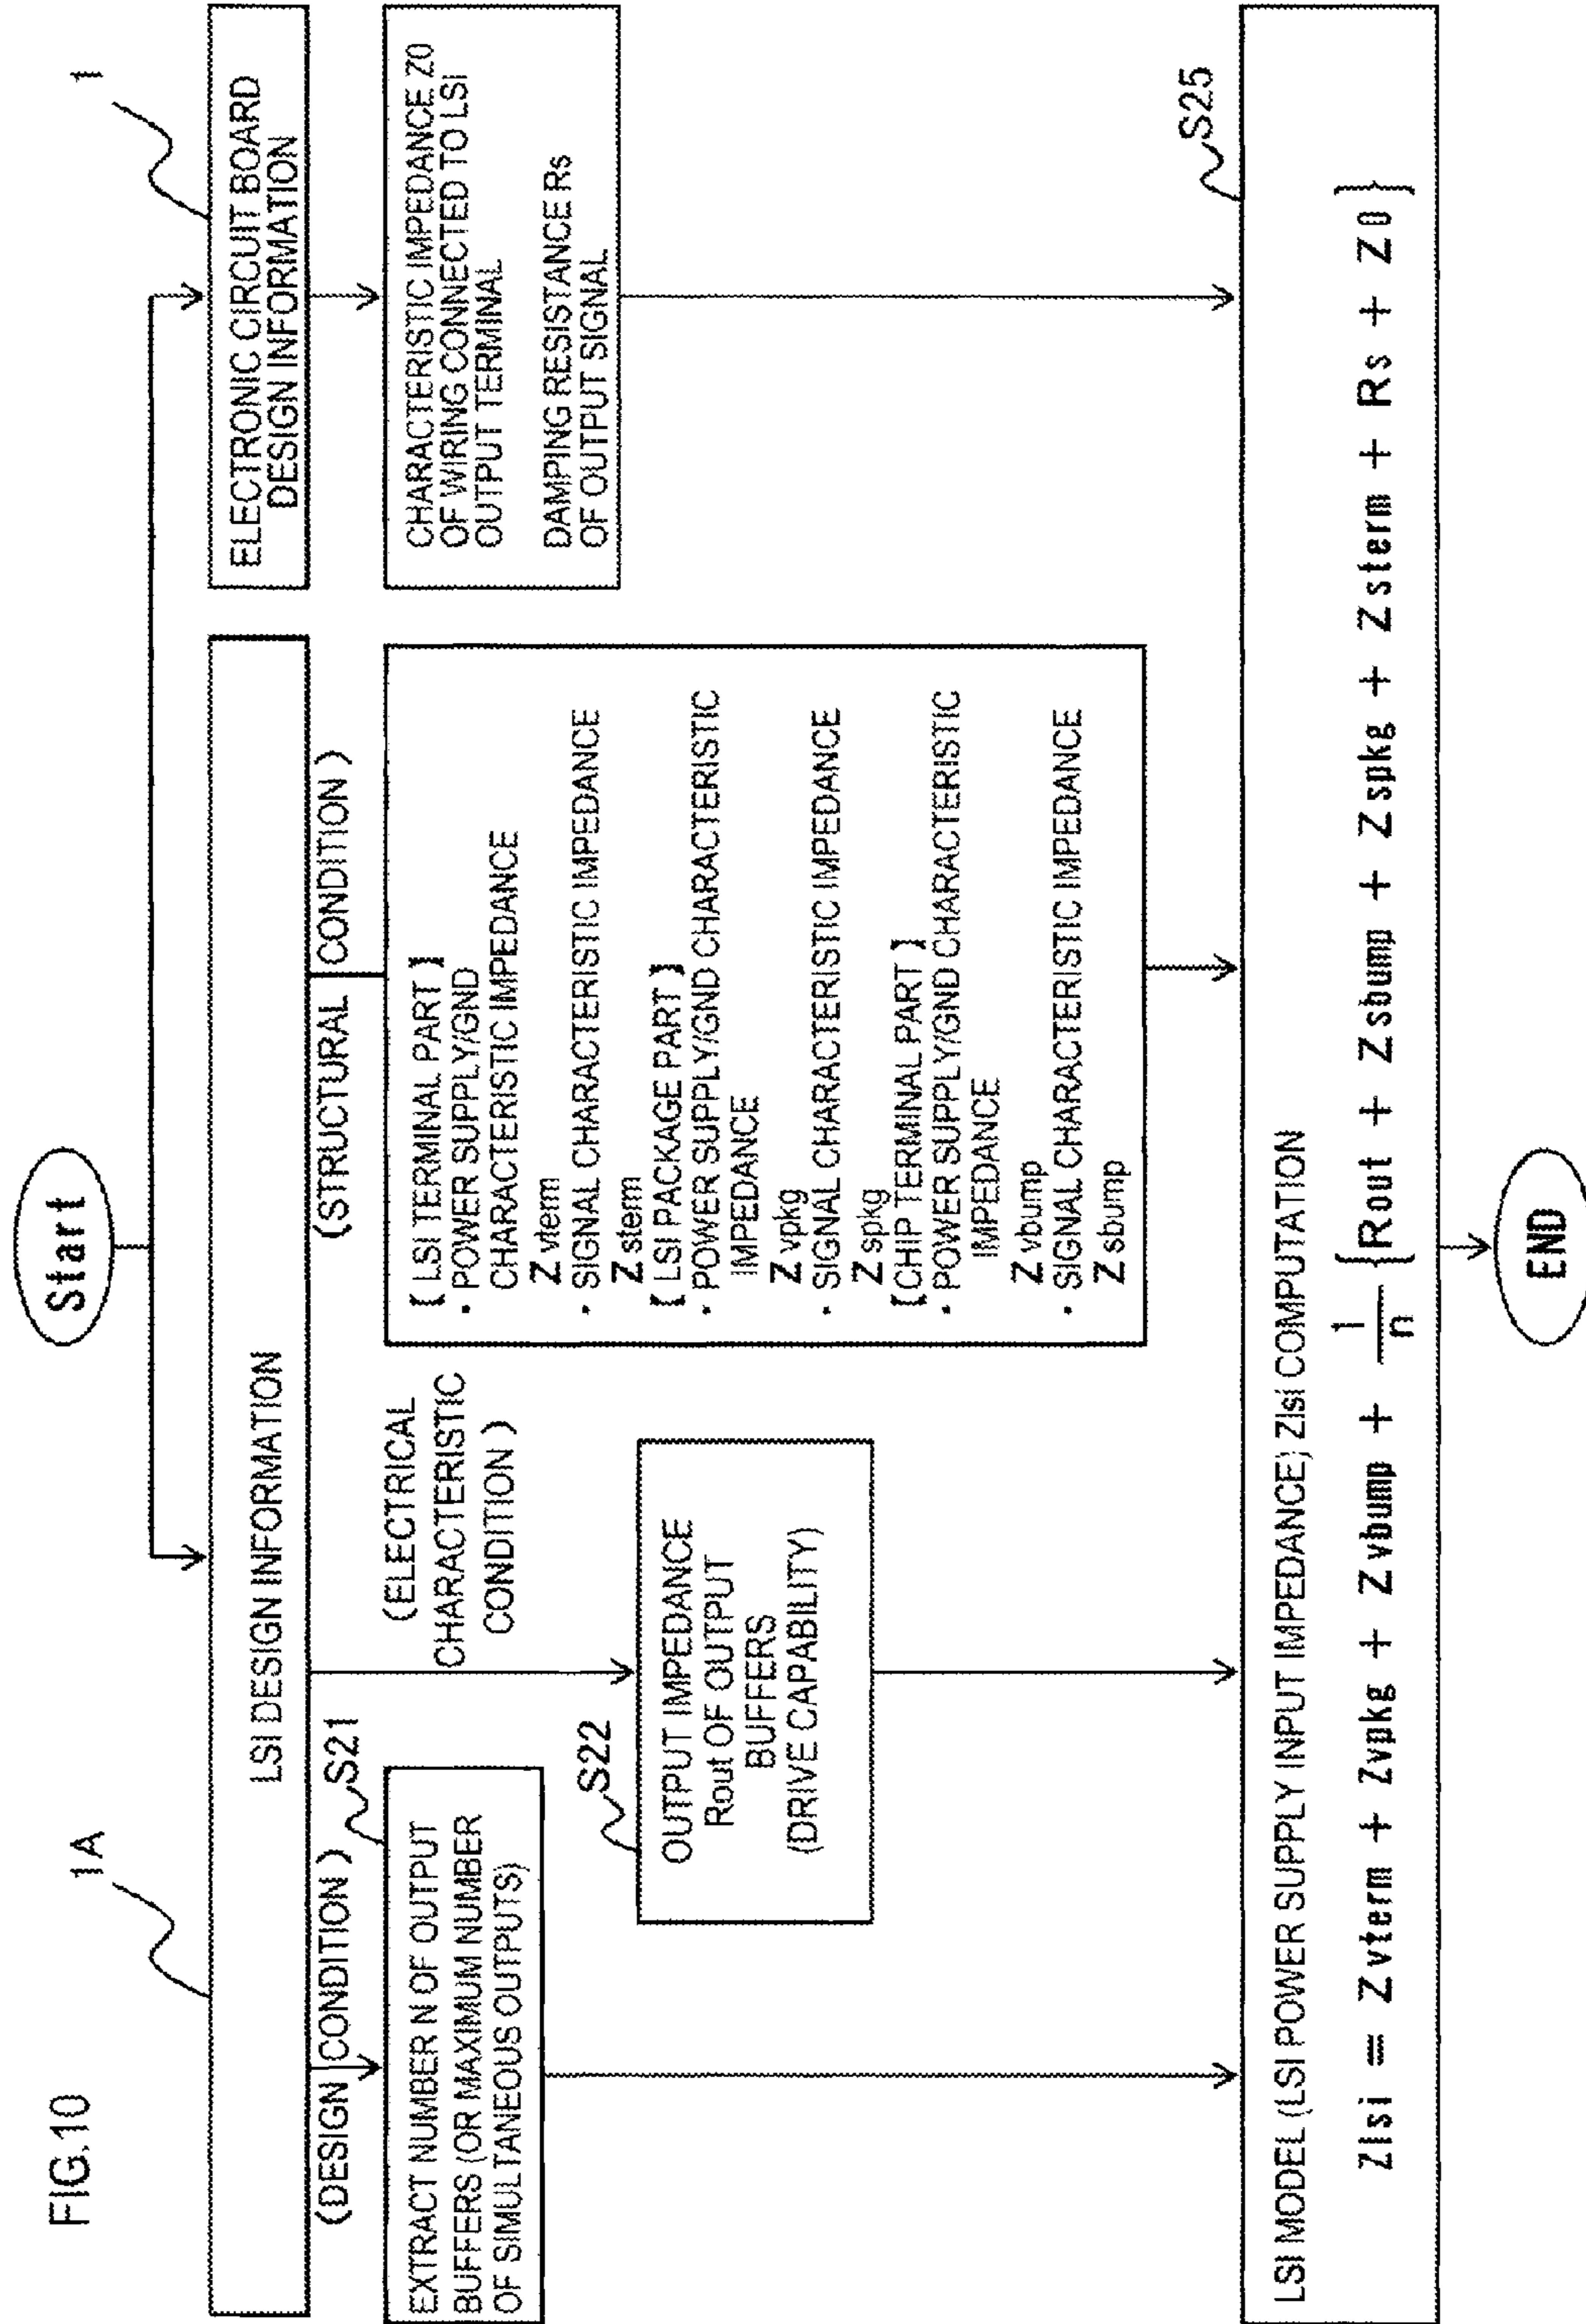 FIG.10
Start
1A
1
LSI DESIGN INFORMATION
ELECTRONIC CIRCUIT BOARD
DESIGN INFORMATION
(DESIGN CONDITION)
S21
EXTRACT NUMBER N OF OUTPUT
BUFFERS (OR MAXIMUM NUMBER
OF SIMULTANEOUS OUTPUTS)
(ELECTRICAL
CHARACTERISTIC
CONDITION)
S22
OUTPUT IMPEDANCE
Rout OF OUTPUT
BUFFERS
(DRIVE CAPABILITY)
(STRUCTURAL CONDITION)
【LSI TERMINAL PART】
・POWER SUPPLY/GND
CHARACTERISTIC IMPEDANCE
Zvterm
・SIGNAL CHARACTERISTIC IMPEDANCE
Zsterm
【LSI PACKAGE PART】
・POWER SUPPLY/GND CHARACTERISTIC
IMPEDANCE
Zvpkg
・SIGNAL CHARACTERISTIC IMPEDANCE
Zspkg
【CHIP TERMINAL PART】
・POWER SUPPLY/GND CHARACTERISTIC
IMPEDANCE
Zvbump
・SIGNAL CHARACTERISTIC IMPEDANCE
Zsbump
CHARACTERISTIC IMPEDANCE Z0
OF WIRING CONNECTED TO LSI
OUTPUT TERMINAL
DAMPING RESISTANCE Rs
OF OUTPUT SIGNAL
S25
LSI MODEL (LSI POWER SUPPLY INPUT IMPEDANCE) Zlsi COMPUTATION
Zlsi = Zvterm + Zvpkg + Zvbump + 1/n {Rout + Zsbump + Zspkg + Zsterm + Rs + Z0}
END